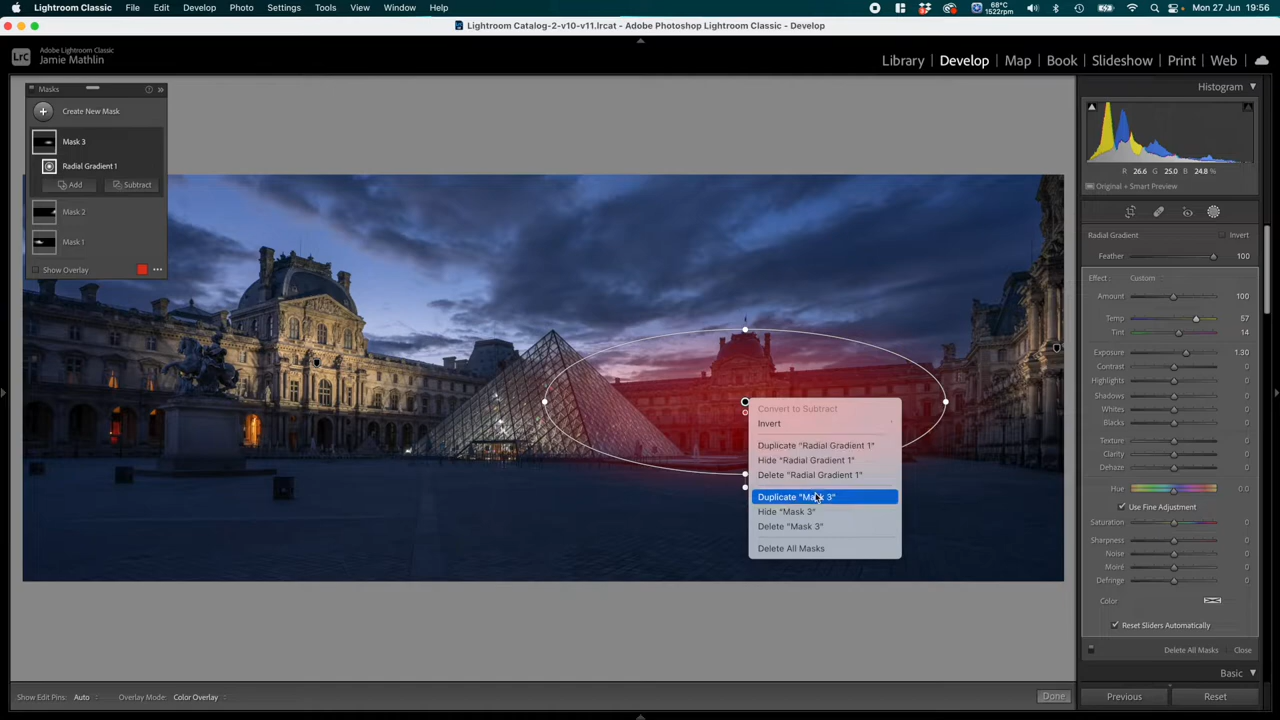 Lightroom Classic File Edit Develop Photo Settings Tools View Window Help 68°C 1522rpm Mon 27 Jun 19:56
Lightroom Catalog-2-v10-v11.lrcat - Adobe Photoshop Lightroom Classic - Develop
LrC Adobe Lightroom Classic
Jamie Mathlin
Library Develop Map Book Slideshow Print Web
Masks
Create New Mask
Mask 3
Radial Gradient 1
Add Subtract
Mask 2
Mask 1
Show Overlay
Convert to Subtract
Invert
Duplicate "Radial Gradient 1"
Hide "Radial Gradient 1"
Delete "Radial Gradient 1"
Duplicate "Mask 3"
Hide "Mask 3"
Delete "Mask 3"
Delete All Masks
Histogram
R 26.6 G 25.0 B 24.8 %
Original + Smart Preview
Radial Gradient Invert
Feather 100
Effect : Custom
Amount 100
Temp 57
Tint 14
Exposure 1.30
Contrast 0
Highlights 0
Shadows 0
Whites 0
Blacks 0
Texture 0
Clarity 0
Dehaze 0
Hue 0.0
Use Fine Adjustment
Saturation 0
Sharpness 0
Noise 0
Moiré 0
Defringe 0
Color
Reset Sliders Automatically
Delete All Masks Close
Basic
Show Edit Pins: Auto Overlay Mode: Color Overlay Done
Previous Reset